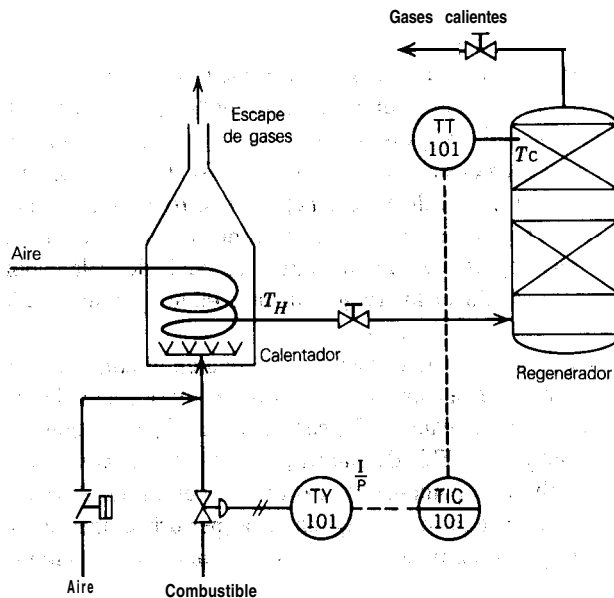 Gases calientes
Escape
de gases
TT
101
Tc
Aire
T_H
Calentador
Regenerador
I/P
TY
101
TIC
101
Aire
Combustible